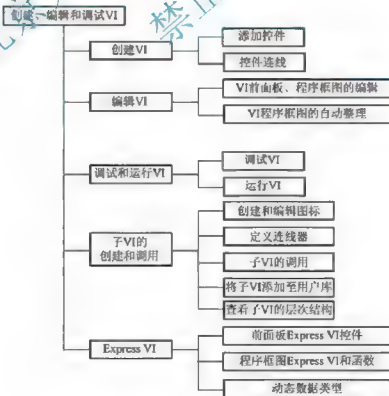 创建、编辑和调试VI
创建VI
添加控件
控件连线
编辑VI
VI前面板、程序框图的编辑
VI程序框图的自动整理
调试和运行VI
调试VI
运行VI
子VI的
创建和调用
创建和编辑图标
定义连线器
子VI的调用
将子VI添加至用户库
查看子VI的层次结构
Express VI
前面板Express VI控件
程序框图Express VI和函数
动态数据类型